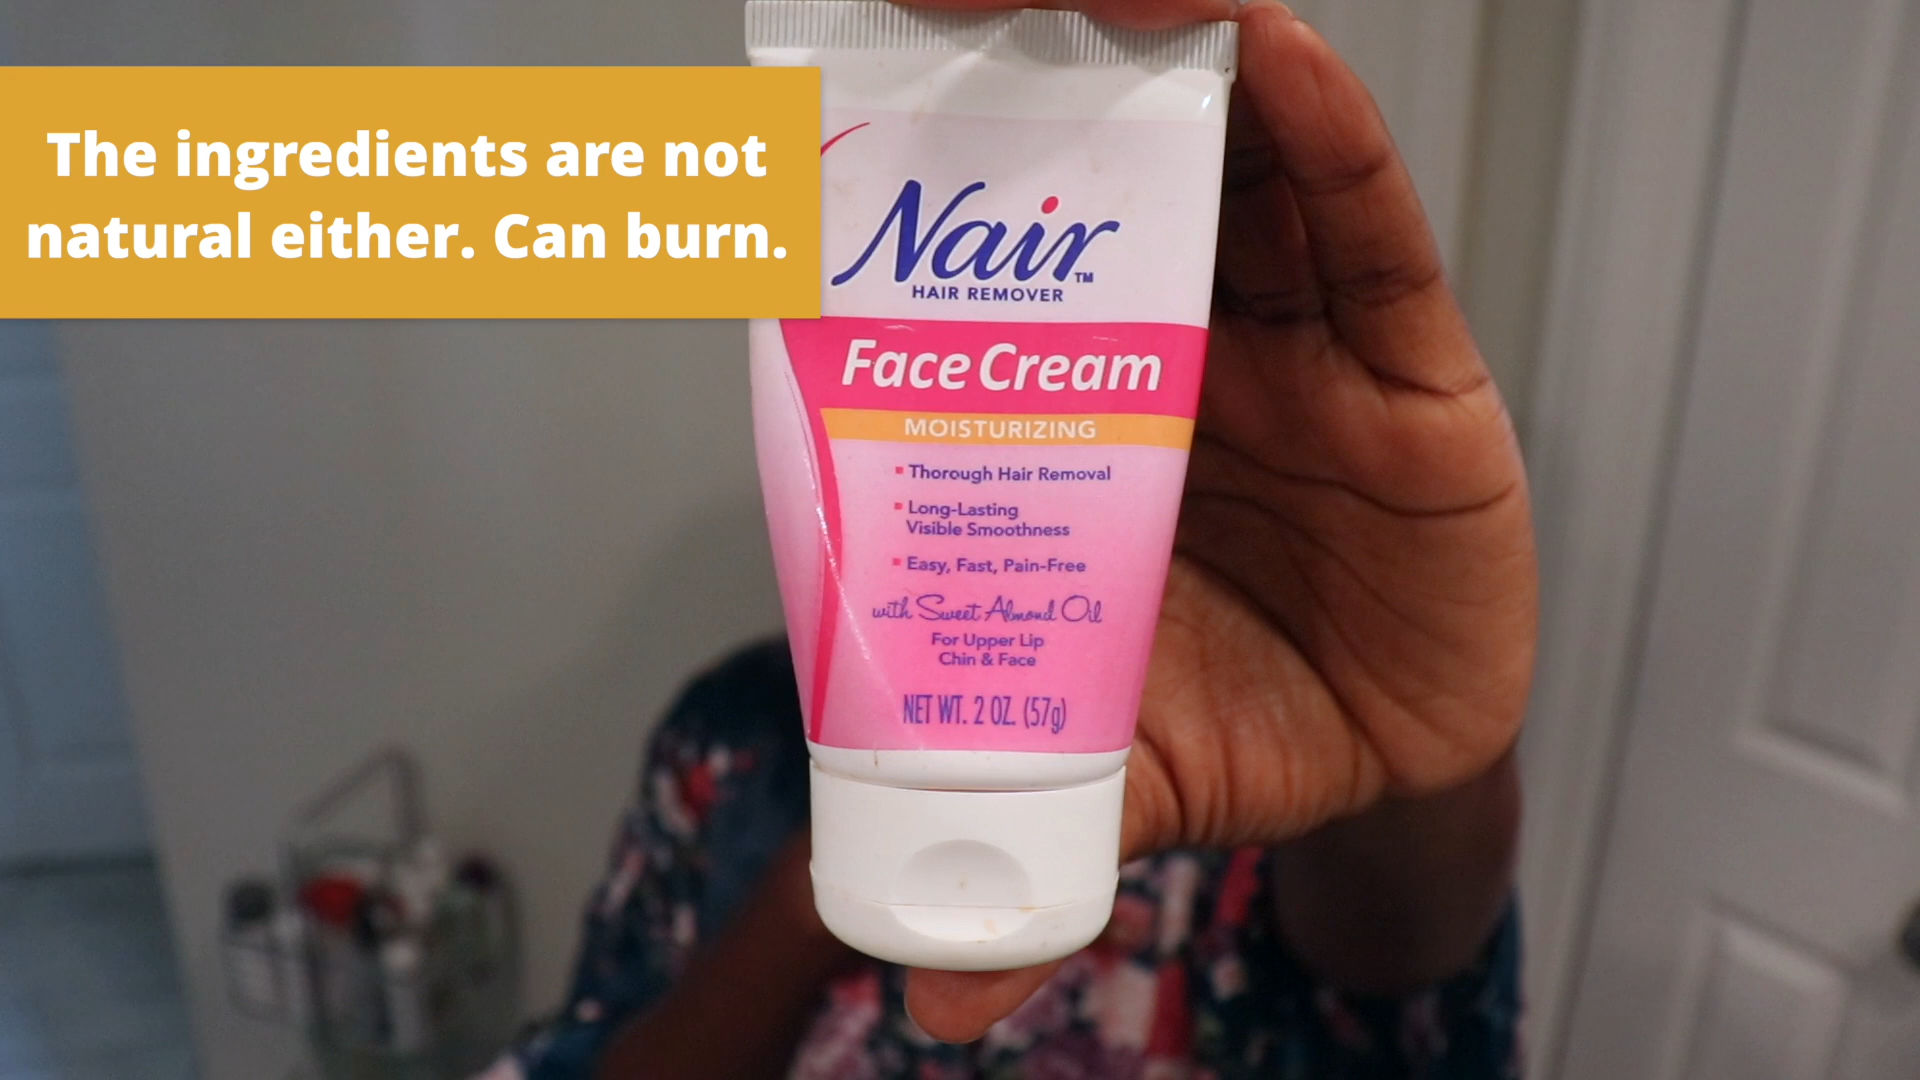 The ingredients are not
natural either. Can burn.
Nair™
HAIR REMOVER
Face Cream
MOISTURIZING
▪ Thorough Hair Removal
▪ Long-Lasting
Visible Smoothness
▪ Easy, Fast, Pain-Free
with Sweet Almond Oil
For Upper Lip
Chin & Face
NET WT. 2 OZ. (57g)